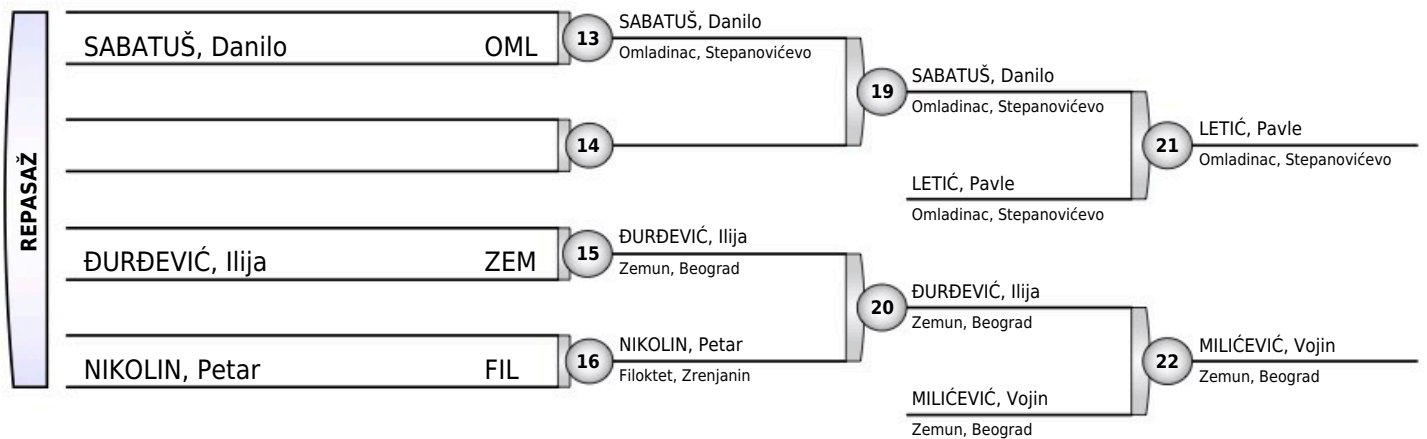 REPASAŽ
SABATUŠ, Danilo OML
13
SABATUŠ, Danilo
Omladinac, Stepanovićevo
14
19
SABATUŠ, Danilo
Omladinac, Stepanovićevo
LETIĆ, Pavle
Omladinac, Stepanovićevo
21
LETIĆ, Pavle
Omladinac, Stepanovićevo
ĐURĐEVIĆ, Ilija ZEM
15
ĐURĐEVIĆ, Ilija
Zemun, Beograd
NIKOLIN, Petar FIL
16
NIKOLIN, Petar
Filoktet, Zrenjanin
20
ĐURĐEVIĆ, Ilija
Zemun, Beograd
MILIĆEVIĆ, Vojin
Zemun, Beograd
22
MILIĆEVIĆ, Vojin
Zemun, Beograd